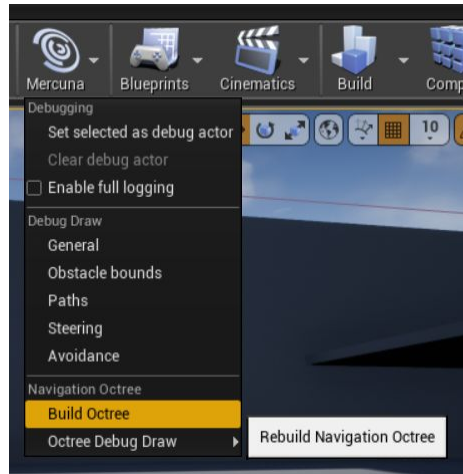 Mercuna
Blueprints
Cinematics
Build
Comp
Debugging
Set selected as debug actor
10
Clear debug actor
Enable full logging
Debug Draw
General
Obstacle bounds
Paths
Steering
Avoidance
Navigation Octree
Build Octree
Octree Debug Draw
Rebuild Navigation Octree